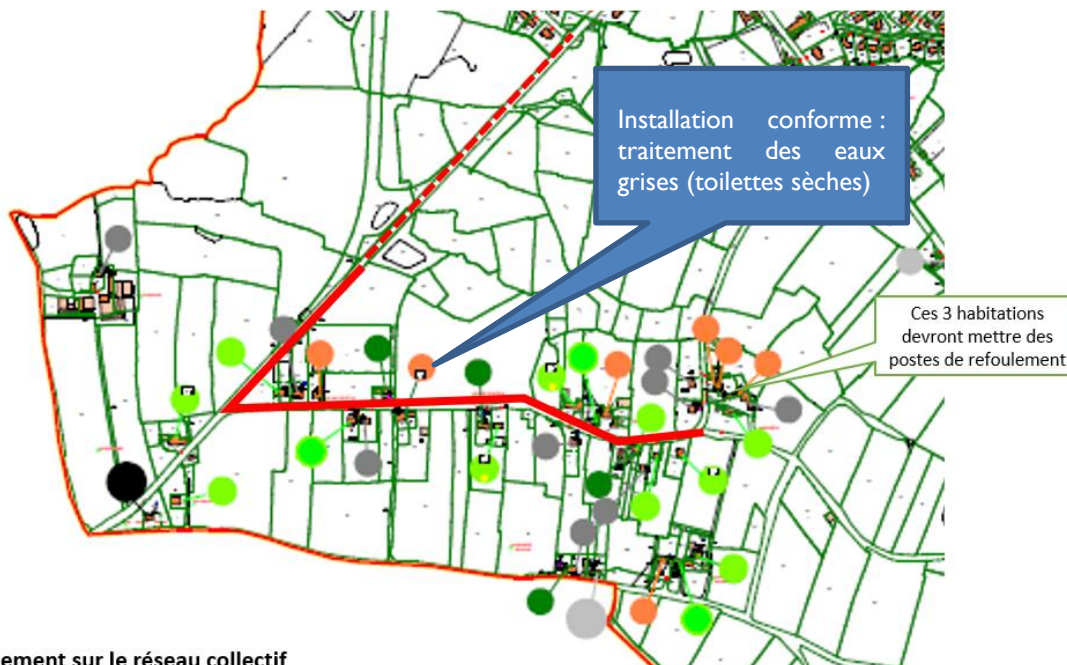 Installation conforme :
traitement des eaux
grises (toilettes sèches)
Ces 3 habitations
devront mettre des
postes de refoulement
ement sur le réseau collectif